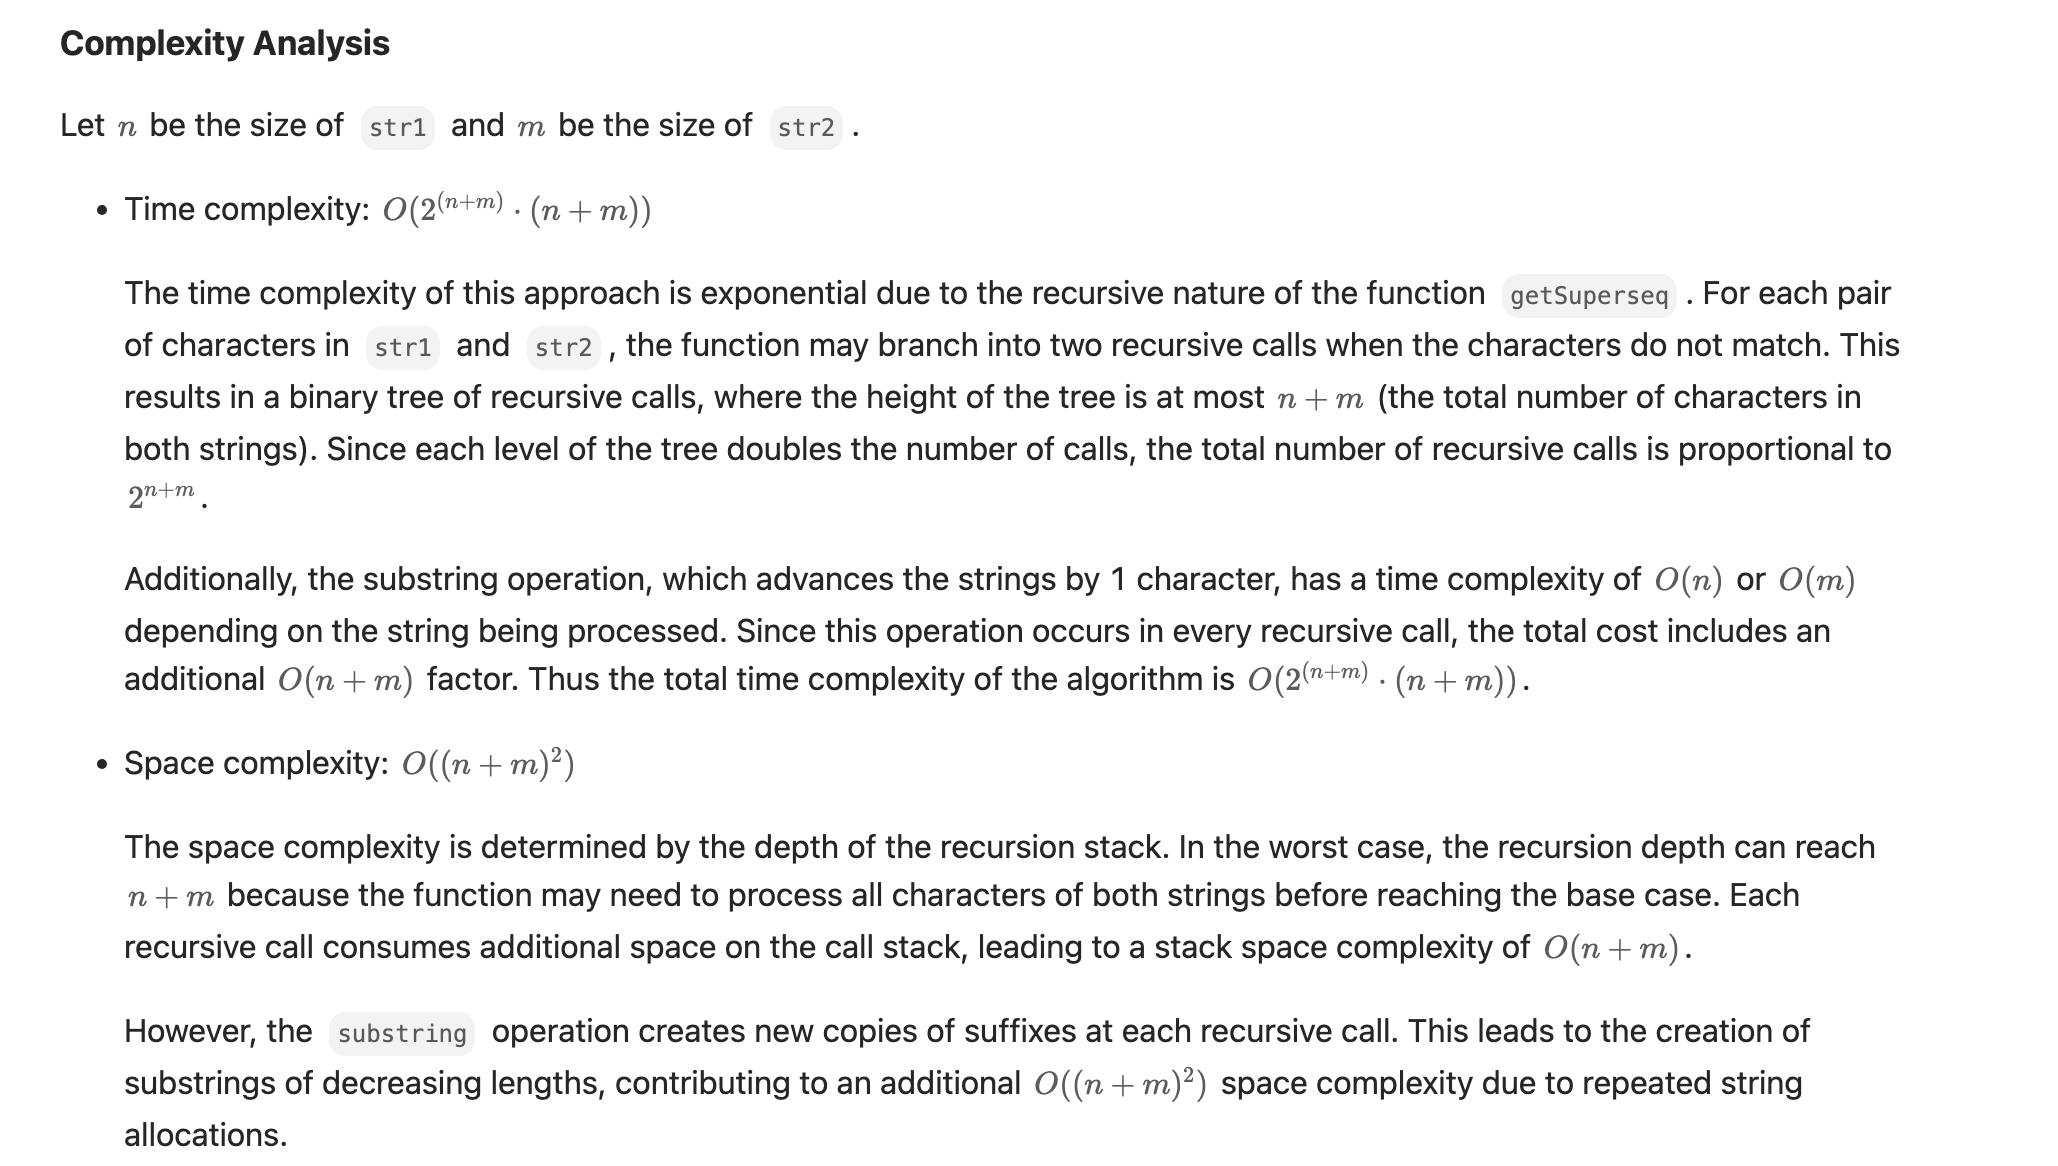 Complexity Analysis
Let n be the size of str1 and m be the size of str2 .
• Time complexity: O(2^(n+m) · (n + m))
The time complexity of this approach is exponential due to the recursive nature of the function getSuperseq . For each pair
of characters in str1 and str2 , the function may branch into two recursive calls when the characters do not match. This
results in a binary tree of recursive calls, where the height of the tree is at most n + m (the total number of characters in
both strings). Since each level of the tree doubles the number of calls, the total number of recursive calls is proportional to
2^{n+m} .
Additionally, the substring operation, which advances the strings by 1 character, has a time complexity of O(n) or O(m)
depending on the string being processed. Since this operation occurs in every recursive call, the total cost includes an
additional O(n + m) factor. Thus the total time complexity of the algorithm is O(2^(n+m) · (n + m)).
• Space complexity: O((n + m)²)
The space complexity is determined by the depth of the recursion stack. In the worst case, the recursion depth can reach
n + m because the function may need to process all characters of both strings before reaching the base case. Each
recursive call consumes additional space on the call stack, leading to a stack space complexity of O(n + m).
However, the substring operation creates new copies of suffixes at each recursive call. This leads to the creation of
substrings of decreasing lengths, contributing to an additional O((n + m)²) space complexity due to repeated string
allocations.